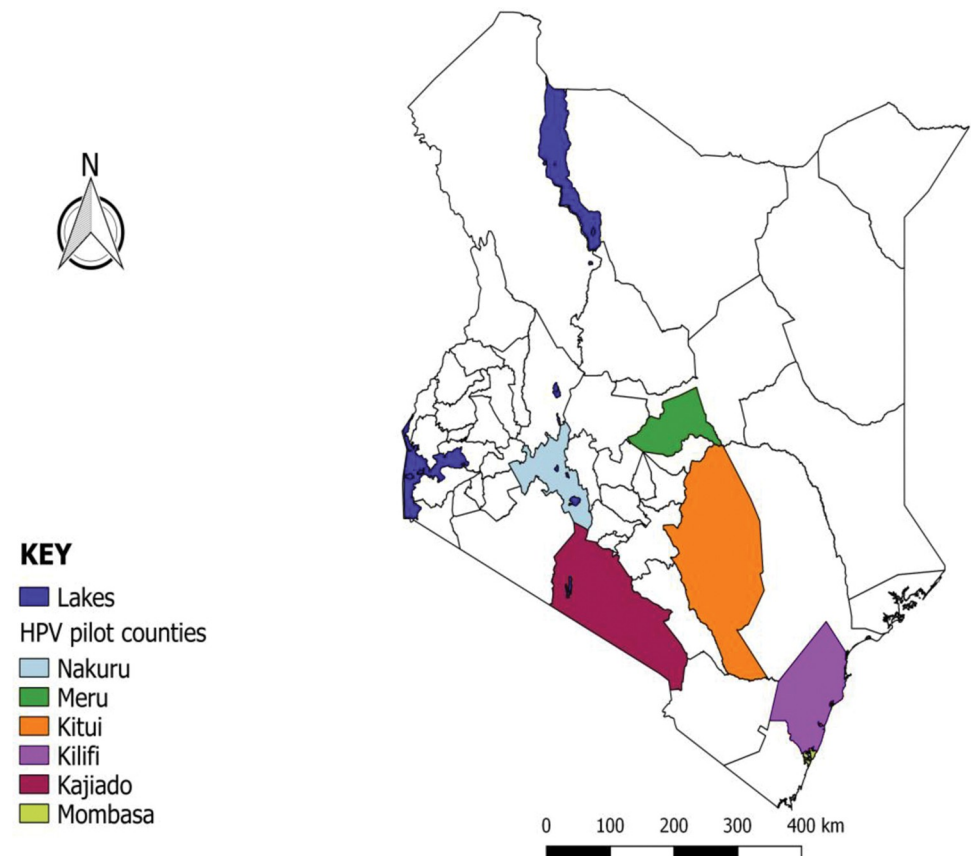 N
KEY
Lakes
HPV pilot counties
Nakuru
Meru
Kitui
Kilifi
Kajiado
Mombasa
0 100 200 300 400 km